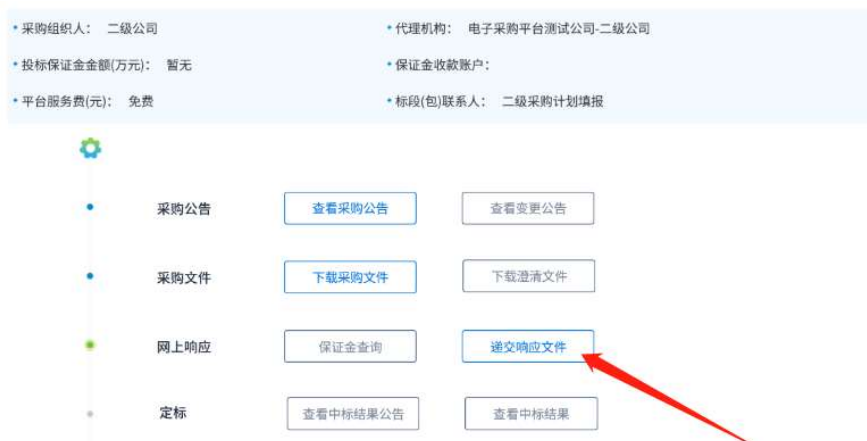 采购组织人： 二级公司 代理机构： 电子采购平台测试公司-二级公司
投标保证金金额(万元)： 暂无 保证金收款账户：
平台服务费(元)： 免费 标段(包)联系人： 二级采购计划填报
采购公告 查看采购公告 查看变更公告
采购文件 下载采购文件 下载澄清文件
网上响应 保证金查询 递交响应文件
定标 查看中标结果公告 查看中标结果